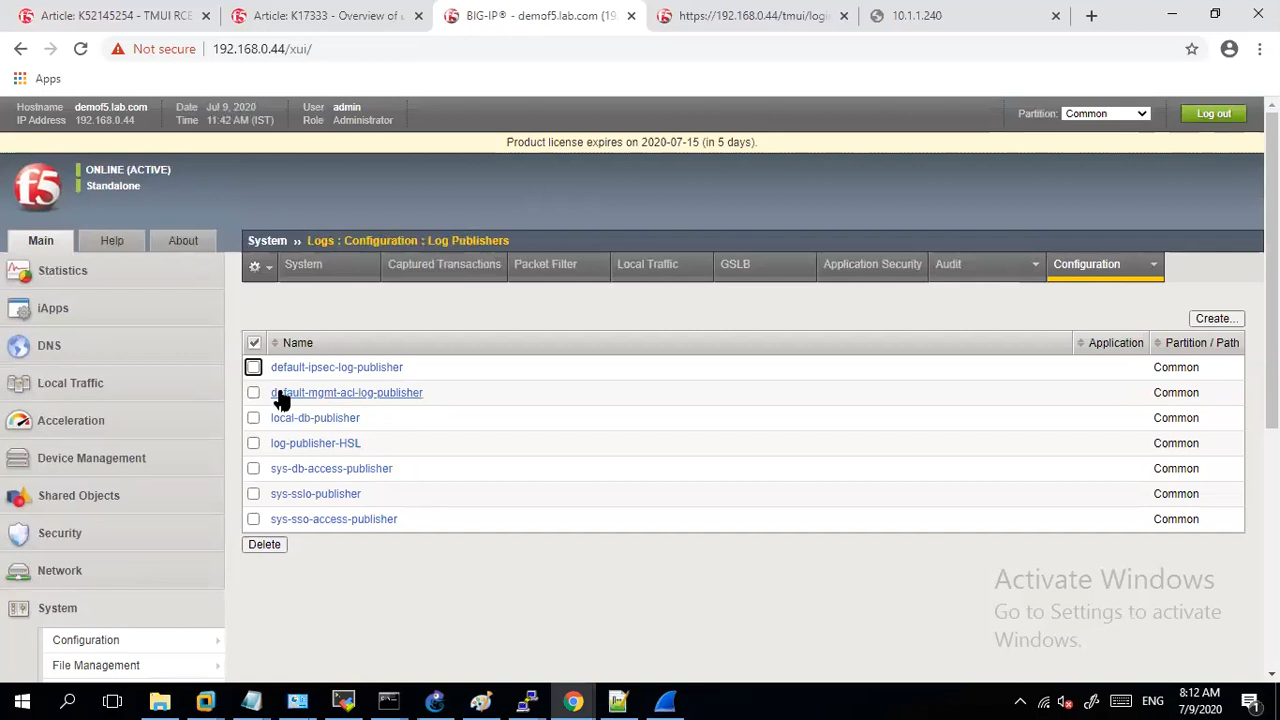 Article: K52145254 - TMUI RCE
Article: K17333 - Overview of
BIG-IP® - demof5.lab.com (19
https://192.168.0.44/tmui/logi
10.1.1.240
Not secure
192.168.0.44/xui/
Apps
Hostname demof5.lab.com
IP Address 192.168.0.44
Date Jul 9, 2020
Time 11:42 AM (IST)
User admin
Role Administrator
Partition: Common
Log out
Product license expires on 2020-07-15 (in 5 days).
f5
ONLINE (ACTIVE)
Standalone
Main
Help
About
System ›› Logs : Configuration : Log Publishers
System
Captured Transactions
Packet Filter
Local Traffic
GSLB
Application Security
Audit
Configuration
Statistics
iApps
DNS
Local Traffic
Acceleration
Device Management
Shared Objects
Security
Network
System
Configuration
File Management
Create...
Name Application Partition / Path
default-ipsec-log-publisher Common
default-mgmt-acl-log-publisher Common
local-db-publisher Common
log-publisher-HSL Common
sys-db-access-publisher Common
sys-sslo-publisher Common
sys-sso-access-publisher Common
Delete
Activate Windows
Go to Settings to activate
Windows.
ENG
8:12 AM
7/9/2020
1